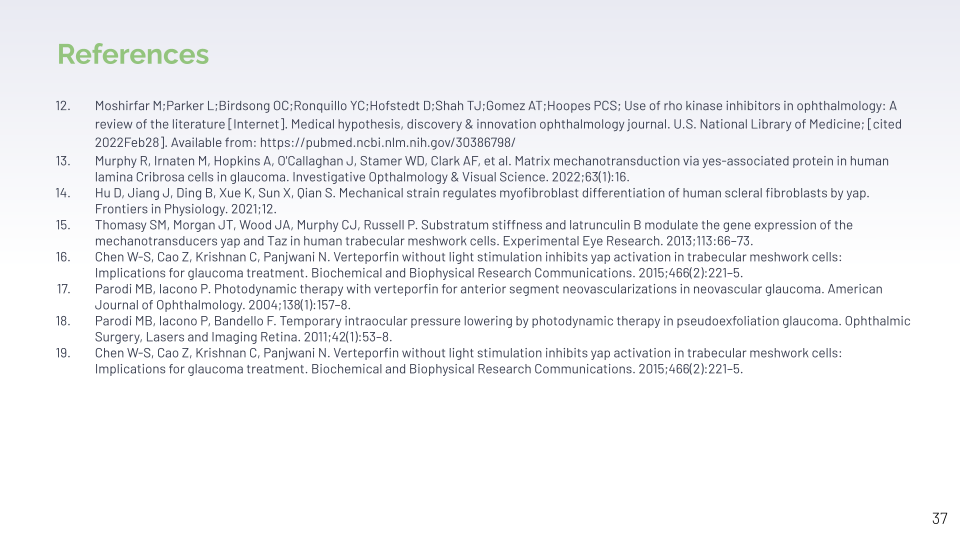 References
12. Moshirfar M;Parker L;Birdsong OC;Ronquillo YC;Hofstedt D;Shah TJ;Gomez AT;Hoopes PCS; Use of rho kinase inhibitors in ophthalmology: A
review of the literature [Internet]. Medical hypothesis, discovery & innovation ophthalmology journal. U.S. National Library of Medicine; [cited
2022Feb28]. Available from: https://pubmed.ncbi.nlm.nih.gov/30386798/
13. Murphy R, Irnaten M, Hopkins A, O'Callaghan J, Stamer WD, Clark AF, et al. Matrix mechanotransduction via yes-associated protein in human
lamina Cribrosa cells in glaucoma. Investigative Opthalmology & Visual Science. 2022;63(1):16.
14. Hu D, Jiang J, Ding B, Xue K, Sun X, Qian S. Mechanical strain regulates myofibroblast differentiation of human scleral fibroblasts by yap.
Frontiers in Physiology. 2021;12.
15. Thomasy SM, Morgan JT, Wood JA, Murphy CJ, Russell P. Substratum stiffness and latrunculin B modulate the gene expression of the
mechanotransducers yap and Taz in human trabecular meshwork cells. Experimental Eye Research. 2013;113:66–73.
16. Chen W-S, Cao Z, Krishnan C, Panjwani N. Verteporfin without light stimulation inhibits yap activation in trabecular meshwork cells:
Implications for glaucoma treatment. Biochemical and Biophysical Research Communications. 2015;466(2):221–5.
17. Parodi MB, Iacono P. Photodynamic therapy with verteporfin for anterior segment neovascularizations in neovascular glaucoma. American
Journal of Ophthalmology. 2004;138(1):157–8.
18. Parodi MB, Iacono P, Bandello F. Temporary intraocular pressure lowering by photodynamic therapy in pseudoexfoliation glaucoma. Ophthalmic
Surgery, Lasers and Imaging Retina. 2011;42(1):53–8.
19. Chen W-S, Cao Z, Krishnan C, Panjwani N. Verteporfin without light stimulation inhibits yap activation in trabecular meshwork cells:
Implications for glaucoma treatment. Biochemical and Biophysical Research Communications. 2015;466(2):221–5.
37